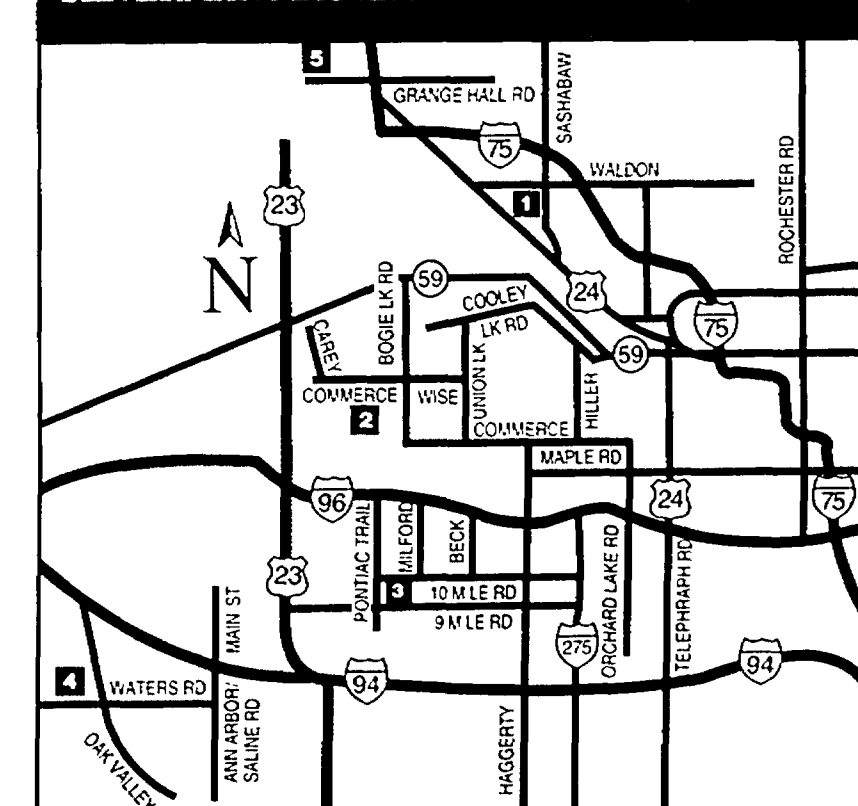 5
GRANGE HALL RD
SASHABAW
75
WALDON
ROCHESTER RD
23
1
N
59
24
BOGIE LK RD
COOLEY
LK RD
75
CAREY
59
UNION LK
HILLER
COMMERCE
WISE
2
COMMERCE
MAPLE RD
96
24
75
PONTIAC TRAIL
MILFORD
BECK
ORCHARD LAKE RD
TELEPHRAPH RD
23
3
10 M LE RD
9 M LE RD
MAIN ST
275
94
94
4
WATERS RD
ANN ARBOR/
SALINE RD
OAK VALLEY
HAGGERTY